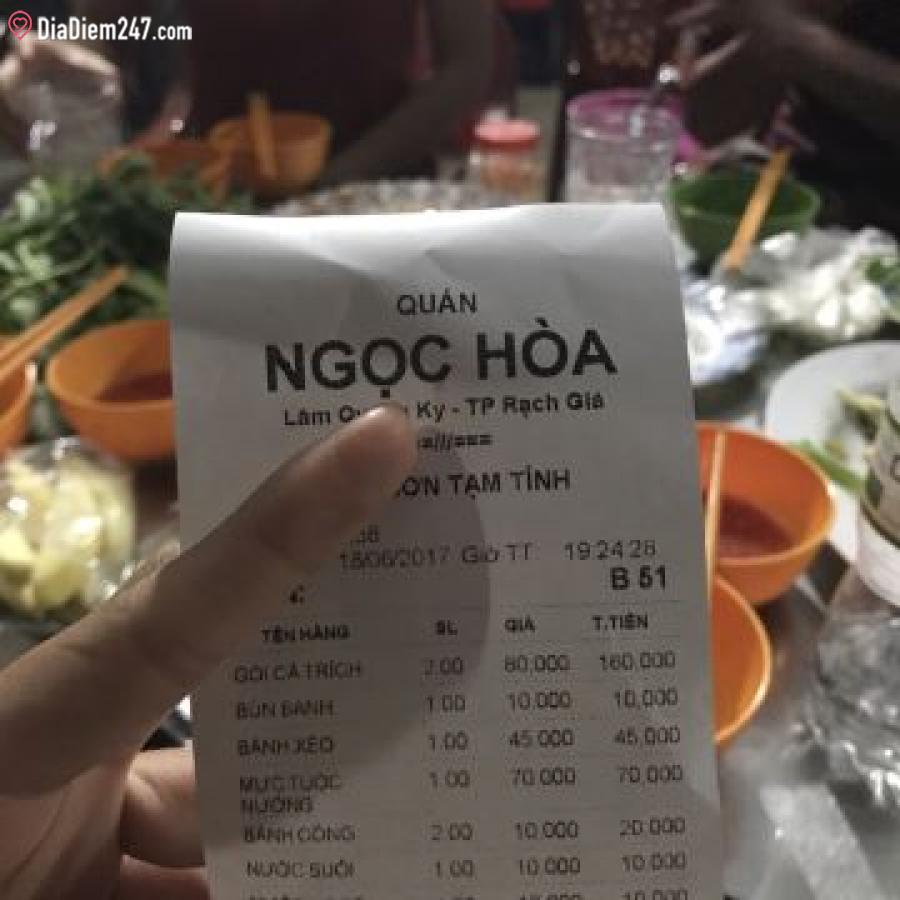 DiaDiem247.com
QUÁN
NGỌC HÒA
Lâm Ky - TP Rạch Giá
=///===
TẠM TÍNH
18/06/2017 Giờ TT 19:24:28
B 51
TÊN HÀNG SL GIÁ T.TIỀN
GỎI CÁ TRÍCH 2.00 80,000 160,000
BÚN BÁNH 1.00 10,000 10,000
BÁNH XÈO 1.00 45,000 45,000
MỰC TUỘC 1.00 70,000 70,000
NƯỚNG
BÁNH CÓNG 2.00 10,000 20,000
NƯỚC SUỐI 1.00 10,000 10,000